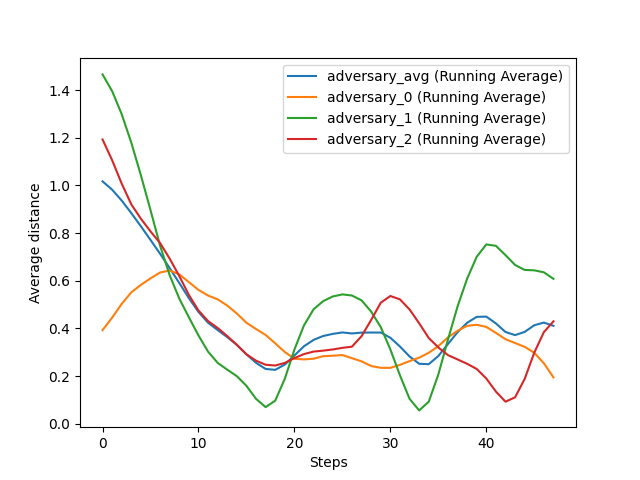 adversary_avg (Running Average)
adversary_0 (Running Average)
adversary_1 (Running Average)
adversary_2 (Running Average)
Average distance
1.4
1.2
1.0
0.8
0.6
0.4
0.2
0.0
0 10 20 30 40
Steps